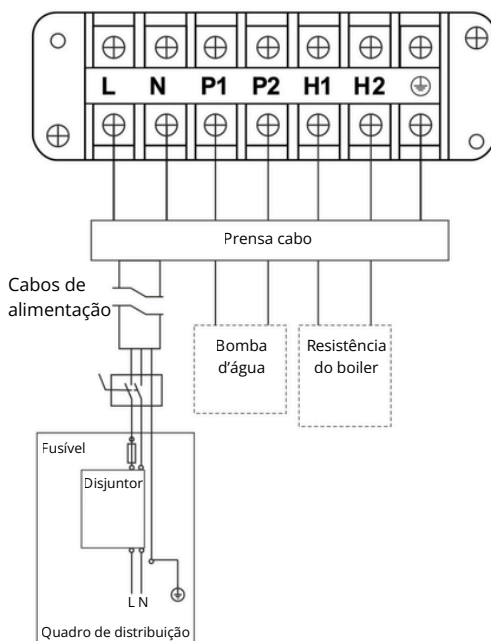 L N P1 P2 H1 H2
Prensa cabo
Cabos de
alimentação
Bomba
d’água
Resistência
do boiler
Fusível
Disjuntor
L N
Quadro de distribuição